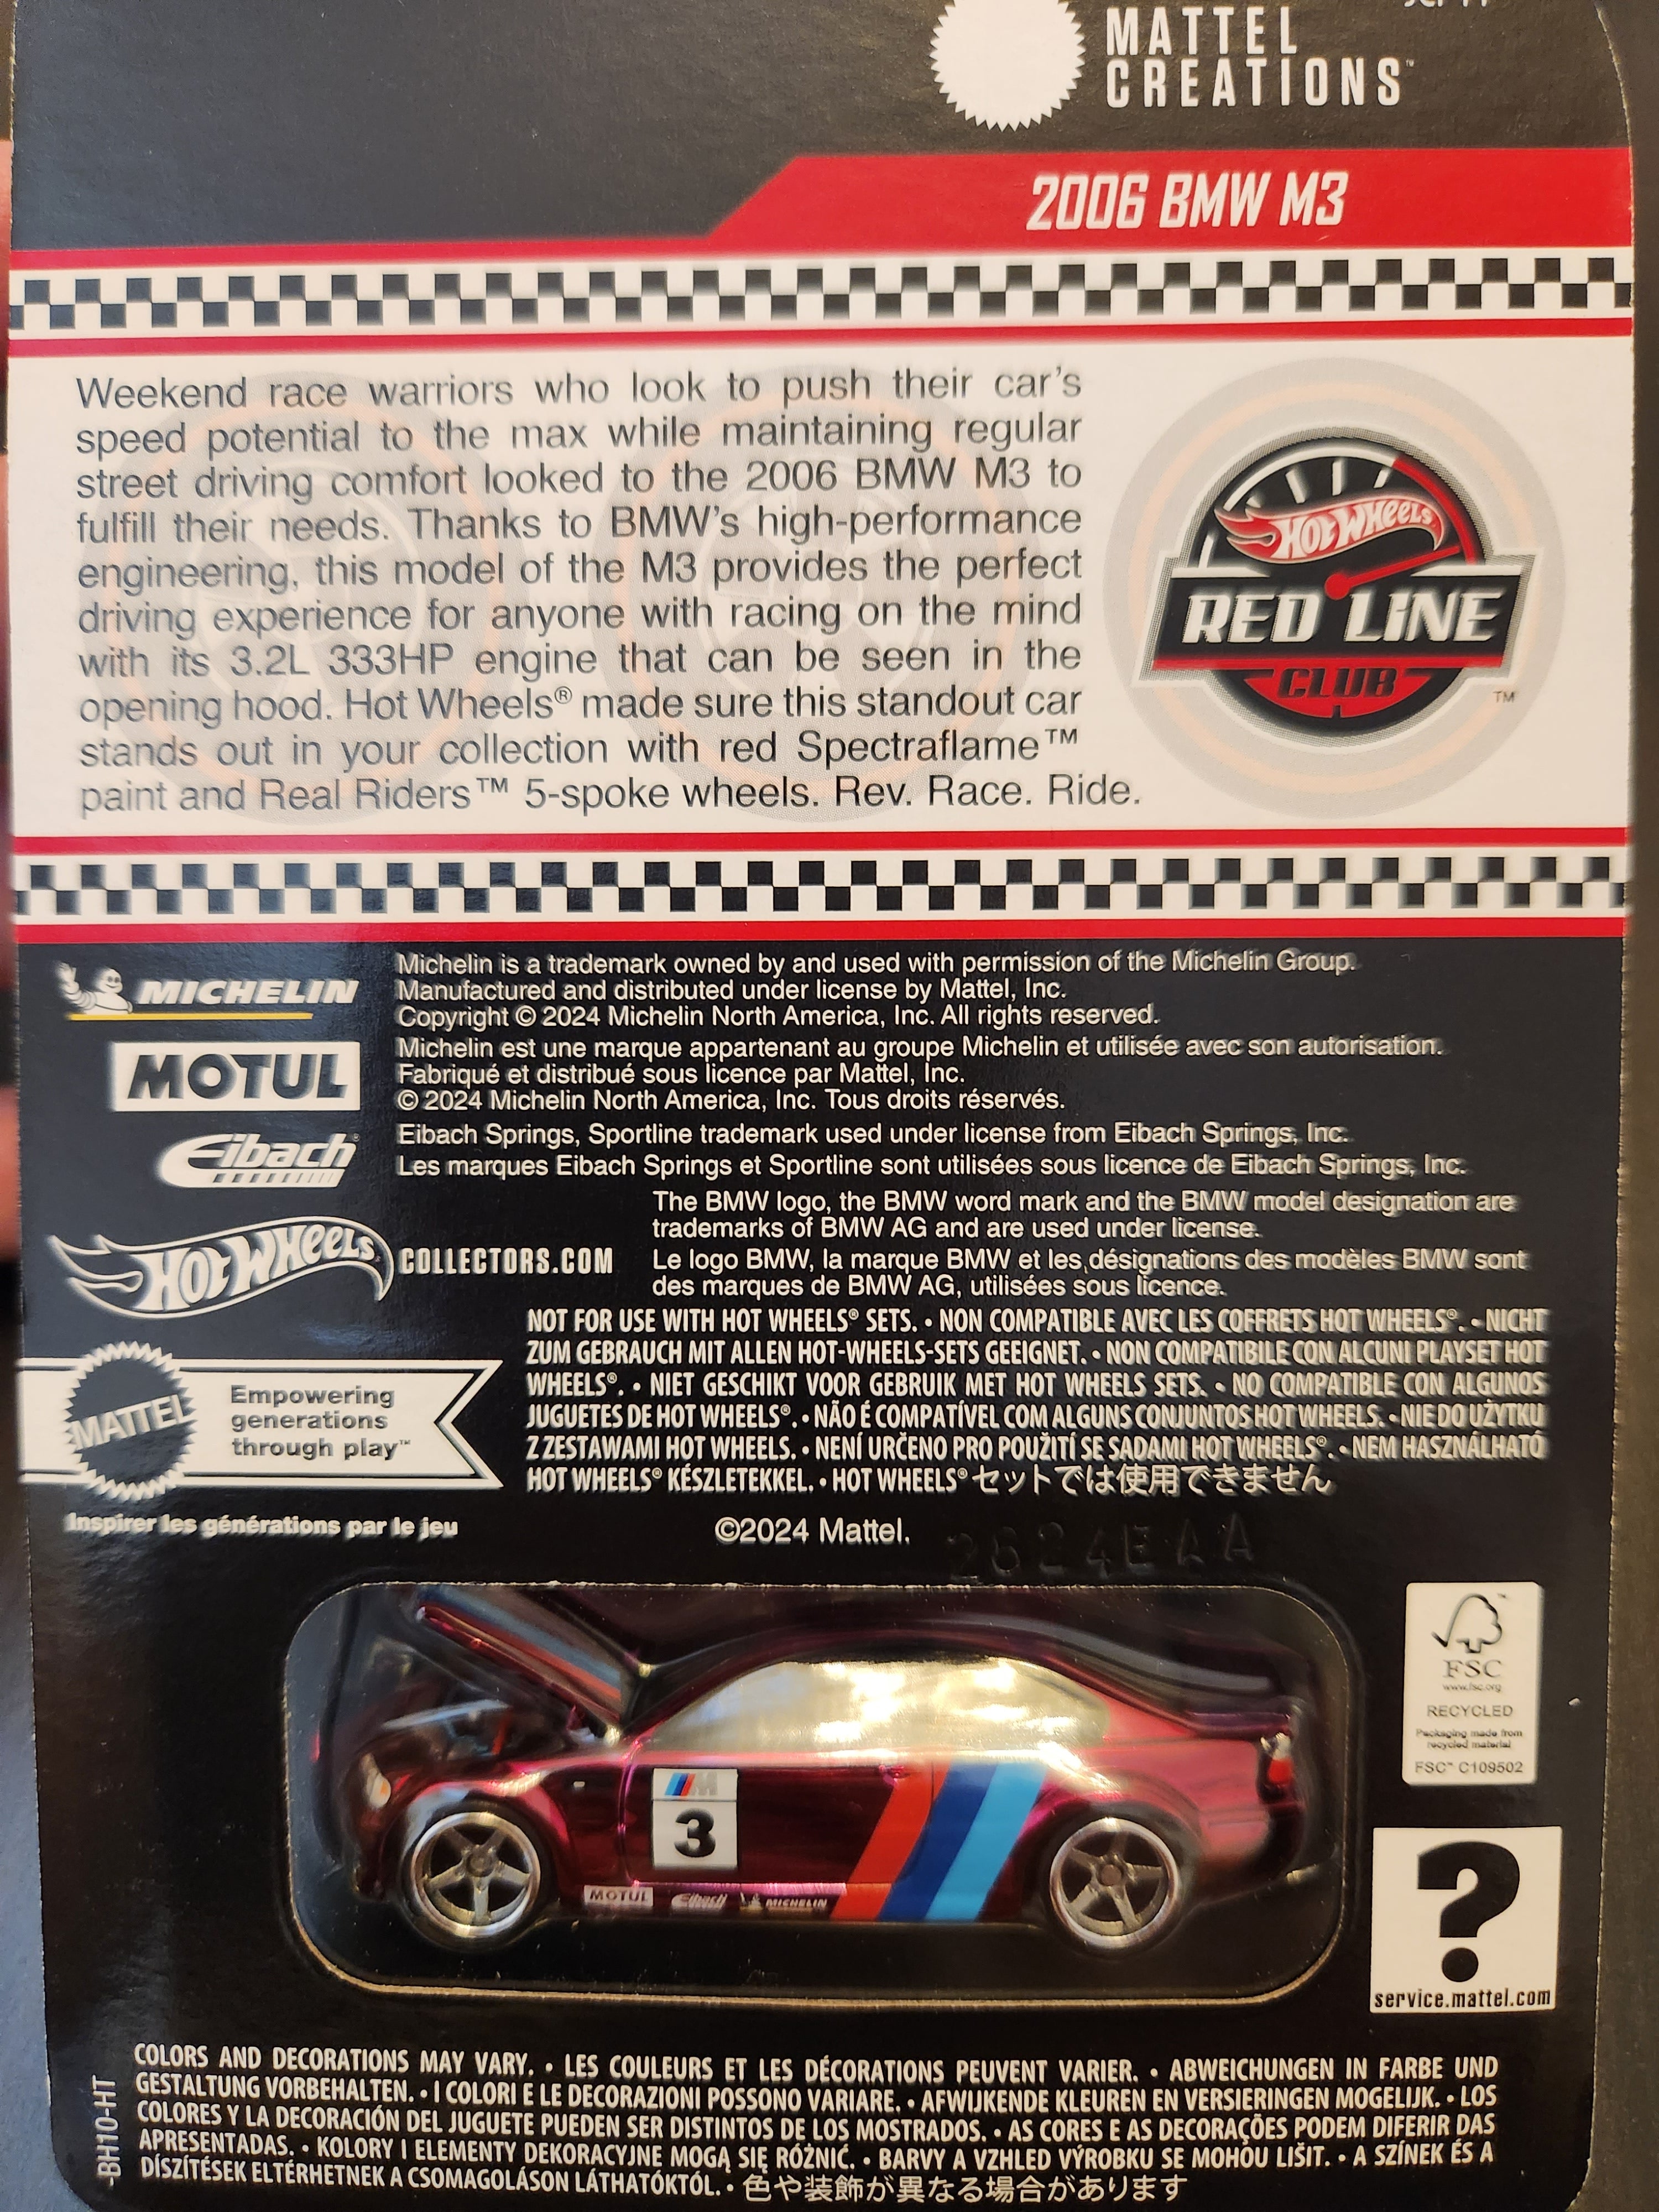 MATTEL
CREATIONS™
2006 BMW M3
Weekend race warriors who look to push their car's
speed potential to the max while maintaining regular
street driving comfort looked to the 2006 BMW M3 to
fulfill their needs. Thanks to BMW's high-performance
engineering, this model of the M3 provides the perfect
driving experience for anyone with racing on the mind
with its 3.2L 333HP engine that can be seen in the
opening hood. Hot Wheels® made sure this standout car
stands out in your collection with red Spectraflame™
paint and Real Riders™ 5-spoke wheels. Rev. Race. Ride.
HOT WHEELS
RED LINE
CLUB
™
MICHELIN
Michelin is a trademark owned by and used with permission of the Michelin Group.
Manufactured and distributed under license by Mattel, Inc.
Copyright © 2024 Michelin North America, Inc. All rights reserved.
MOTUL
Michelin est une marque appartenant au groupe Michelin et utilisée avec son autorisation.
Fabriqué et distribué sous licence par Mattel, Inc.
© 2024 Michelin North America, Inc. Tous droits réservés.
Eibach®
Eibach Springs, Sportline trademark used under license from Eibach Springs, Inc.
Les marques Eibach Springs et Sportline sont utilisées sous licence de Eibach Springs, Inc.
The BMW logo, the BMW word mark and the BMW model designation are
trademarks of BMW AG and are used under license.
HOT WHEELS COLLECTORS.COM
Le logo BMW, la marque BMW et les désignations des modèles BMW sont
des marques de BMW AG, utilisées sous licence.
NOT FOR USE WITH HOT WHEELS® SETS. • NON COMPATIBLE AVEC LES COFFRETS HOT WHEELS®. • NICHT
ZUM GEBRAUCH MIT ALLEN HOT-WHEELS-SETS GEEIGNET. • NON COMPATIBILE CON ALCUNI PLAYSET HOT
WHEELS®. • NIET GESCHIKT VOOR GEBRUIK MET HOT WHEELS SETS. • NO COMPATIBLE CON ALGUNOS
JUGUETES DE HOT WHEELS®. • NÃO É COMPATÍVEL COM ALGUNS CONJUNTOS HOT WHEELS. • NIE DO UŻYTKU
Z ZESTAWAMI HOT WHEELS. • NENÍ URČENO PRO POUŽITÍ SE SADAMI HOT WHEELS®. • NEM HASZNÁLHATÓ
HOT WHEELS® KÉSZLETEKKEL. • HOT WHEELS® セットでは使用できません
MATTEL
Empowering
generations
through play™
Inspirer les générations par le jeu
©2024 Mattel.
2624EAA
FSC™
www.fsc.org
RECYCLED
Packaging made from
recycled material
FSC™ C109502
M
3
MOTUL Eibach MICHELIN
?
service.mattel.com
COLORS AND DECORATIONS MAY VARY. • LES COULEURS ET LES DÉCORATIONS PEUVENT VARIER. • ABWEICHUNGEN IN FARBE UND
GESTALTUNG VORBEHALTEN. • I COLORI E LE DECORAZIONI POSSONO VARIARE. • AFWIJKENDE KLEUREN EN VERSIERINGEN MOGELIJK. • LOS
COLORES Y LA DECORACIÓN DEL JUGUETE PUEDEN SER DISTINTOS DE LOS MOSTRADOS. • AS CORES E AS DECORAÇÕES PODEM DIFERIR DAS
APRESENTADAS. • KOLORY I ELEMENTY DEKORACYJNE MOGĄ SIĘ RÓŻNIĆ. • BARVY A VZHLED VÝROBKU SE MOHOU LIŠIT. • A SZÍNEK ÉS A
DÍSZÍTÉSEK ELTÉRHETNEK A CSOMAGOLÁSON LÁTHATÓKTÓL. • 色や装飾が異なる場合があります
-BH10-HT